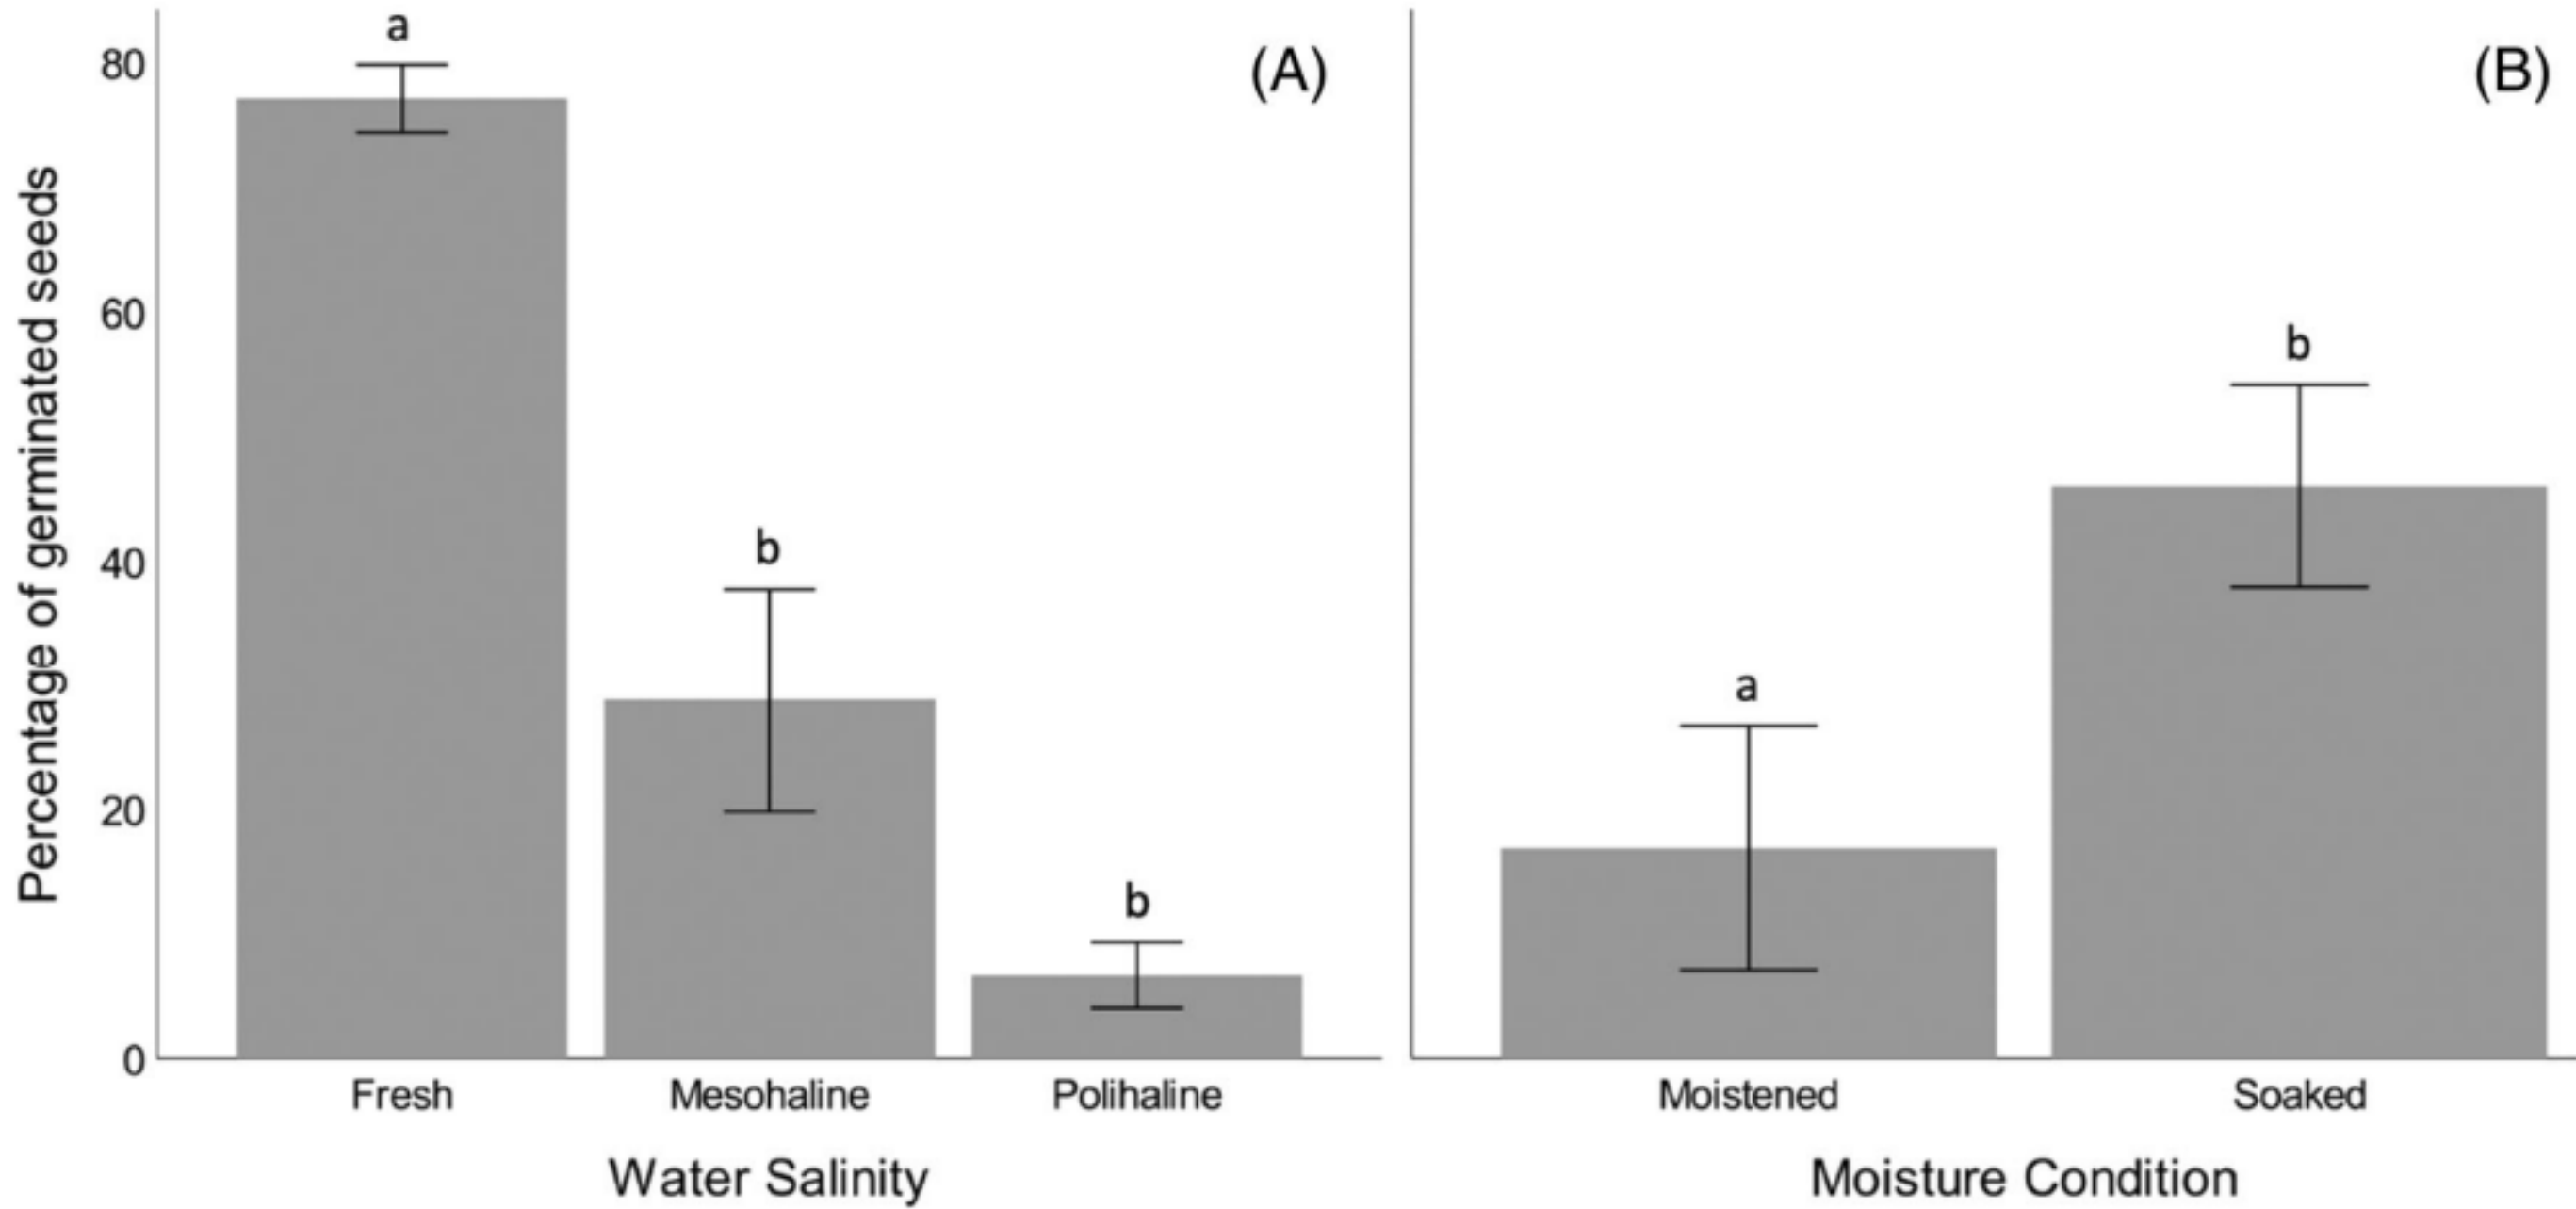 Percentage of germinated seeds
80
60
40
20
0
(A)
a
b
b
Fresh
Mesohaline
Polihaline
Water Salinity
(B)
a
b
Moistened
Soaked
Moisture Condition